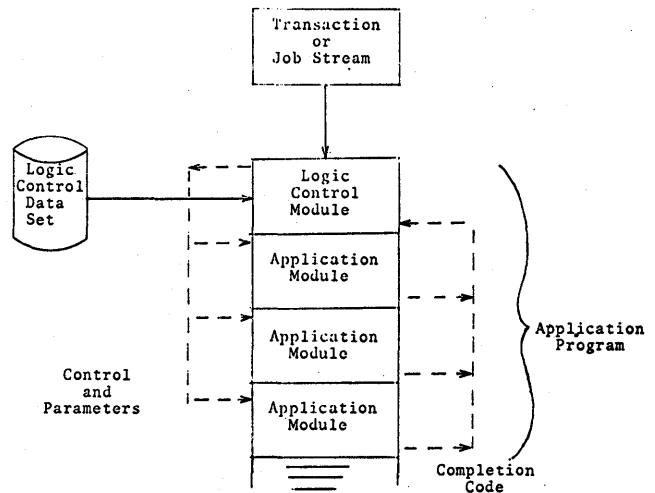 Transaction
or
Job Stream
Logic
Control
Data
Set
Logic
Control
Module
Application
Module
Application
Module
Application
Module
Control
and
Parameters
Application
Program
Completion
Code